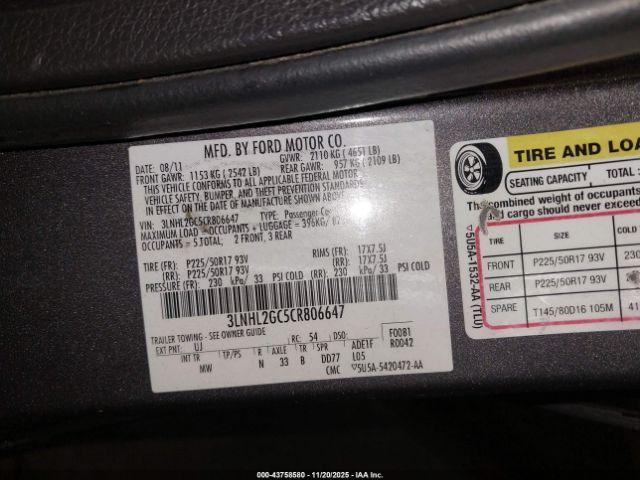 MFD. BY FORD MOTOR CO.
DATE: 08/11 GVWR: 2110 KG ( 4651 LB)
FRONT GAWR: 1153 KG ( 2542 LB) REAR GAWR: 957 KG ( 2109 LB)
THIS VEHICLE CONFORMS TO ALL APPLICABLE FEDERAL MOTOR
VEHICLE SAFETY, BUMPER, AND THEFT PREVENTION STANDARDS
IN EFFECT ON THE DATE OF MANUFACTURE SHOWN ABOVE.
VIN: 3LNHL2GC5CR806647 TYPE: Passenger
MAXIMUM LOAD = OCCUPANTS + LUGGAGE = 396KG/
OCCUPANTS = 5 TOTAL; 2 FRONT, 3 REAR
TIRE (FR): P225/50R17 93V RIMS (FR): 17X7.5J
TIRE (RR): P225/50R17 93V RIMS (RR): 17X7.5J
PRESSURE (FR): 230 kPa/ 33 PSI COLD (RR): 230 kPa/ 33 PSI COLD
3LNHL2GC5CR806647
TRAILER TOWING - SEE OWNER GUIDE
EXT PNT: UJ RC: 54 DSO: F0081
INT TR TP/PS R AX TR SPR ADE1F R0042
MW N 33 B DD77 L05
CMC ▽5U5A-5420472-AA
TIRE AND LOA
SEATING CAPACITY TOTAL
The combined weight of occupants
and cargo should never exceed
TIRE SIZE COLD
FRONT P225/50R17 93V 230
REAR P225/50R17 93V
SPARE T145/80D16 105M 41
▽5U5A-1532-AA (TLU)
000-43758580 — 11/20/2025 — IAAC, Inc.